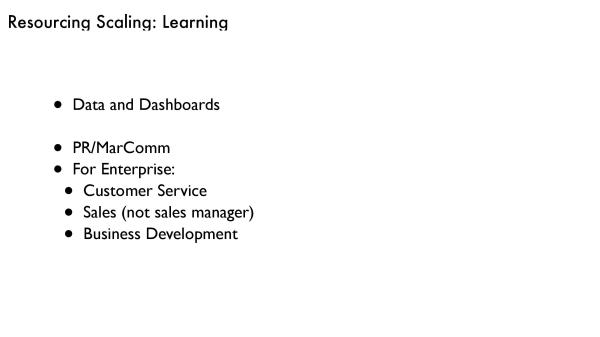 Resourcing Scaling: Learning
• Data and Dashboards
• PR/MarComm
• For Enterprise:
• Customer Service
• Sales (not sales manager)
• Business Development